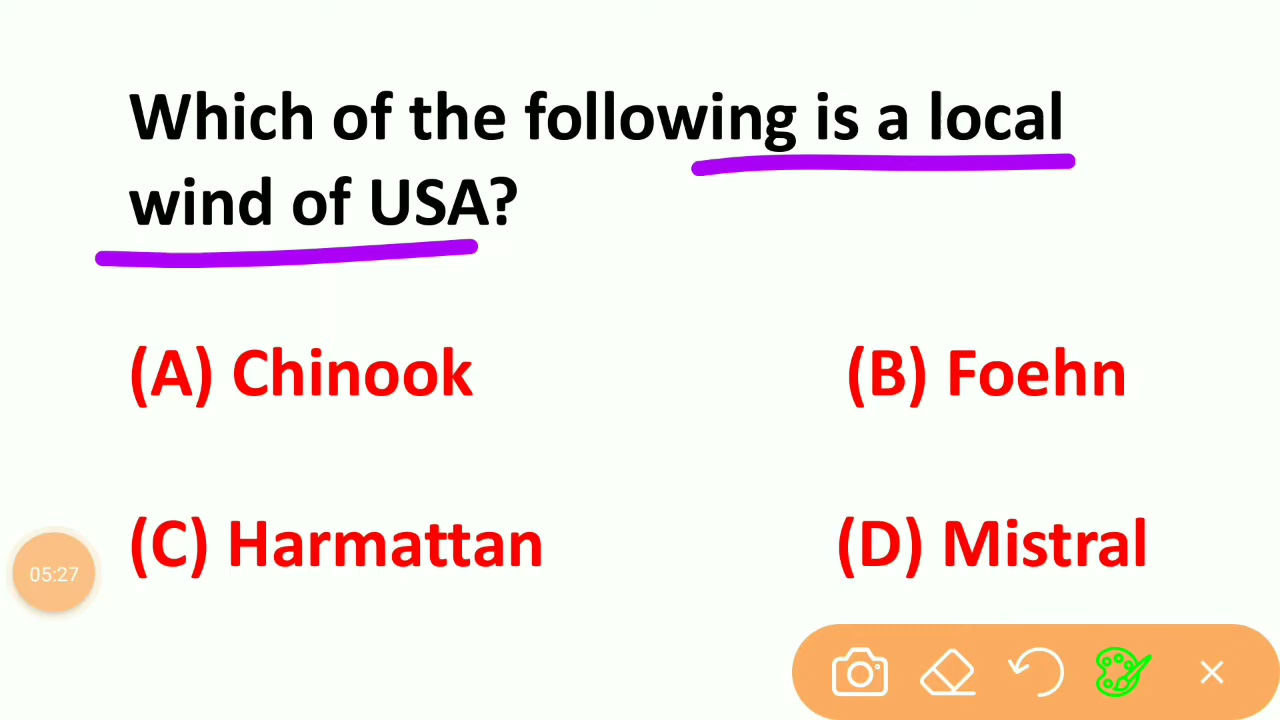 Which of the following is a local
wind of USA?
(A) Chinook
(B) Foehn
(C) Harmattan
(D) Mistral
05:27